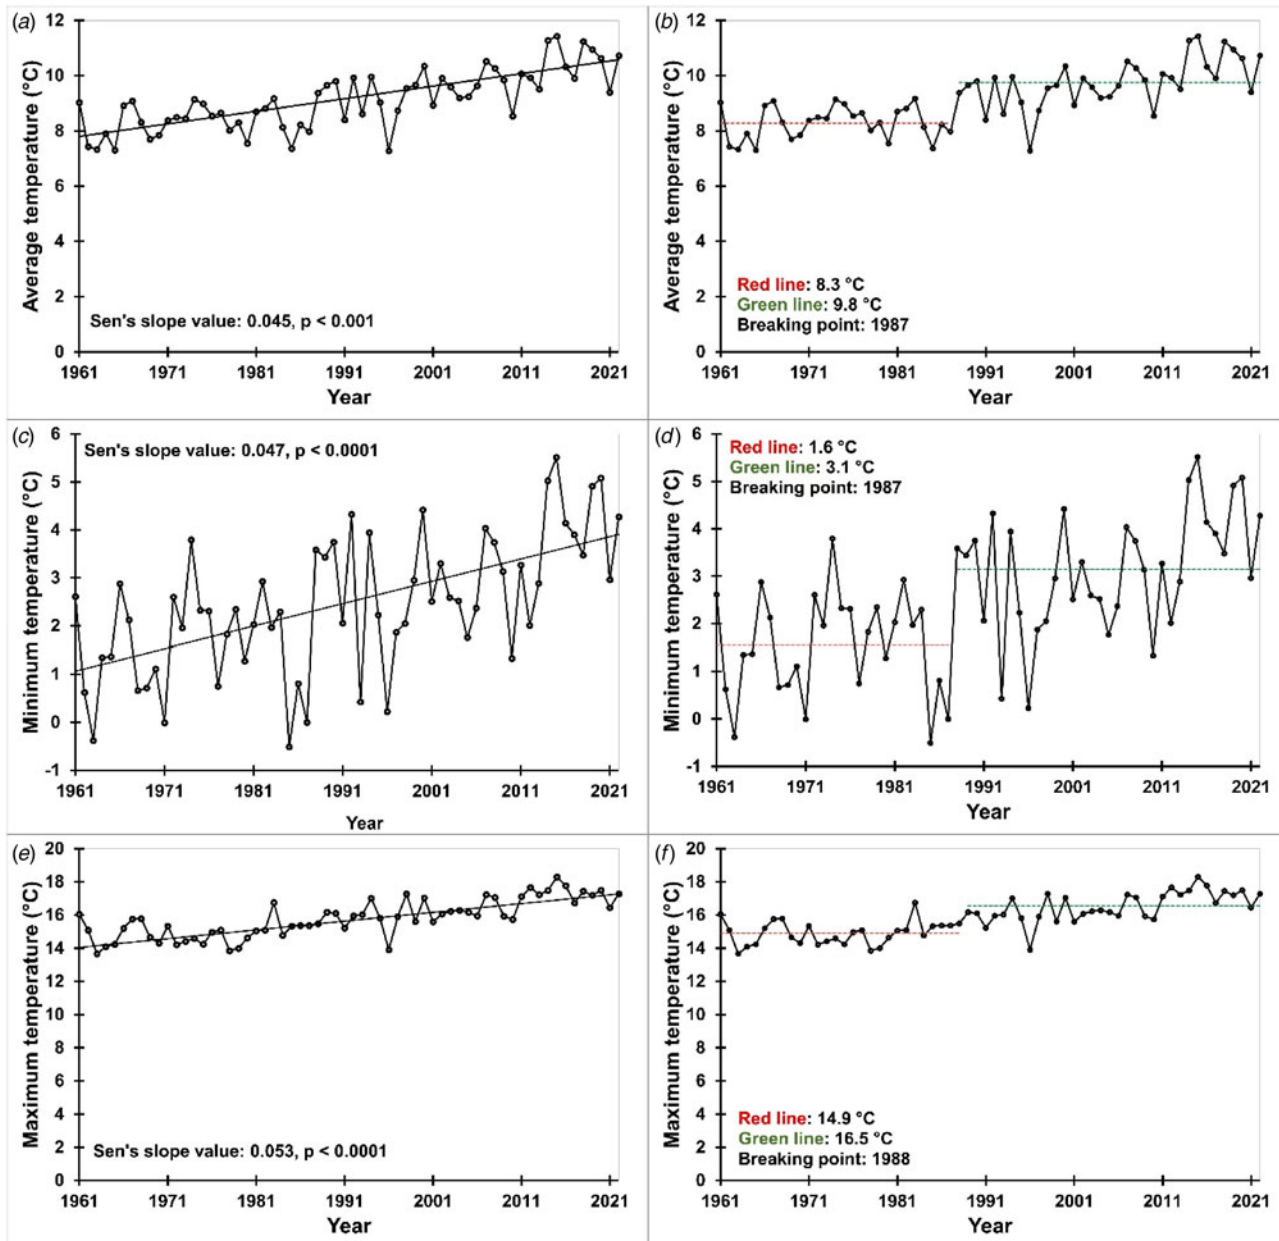 (a)
12
10
8
6
4
2
0
Average temperature (°C)
Sen's slope value: 0.045, p < 0.001
1961 1971 1981 1991 2001 2011 2021
Year
(b)
12
10
8
6
4
2
0
Average temperature (°C)
Red line: 8.3 °C
Green line: 9.8 °C
Breaking point: 1987
1961 1971 1981 1991 2001 2011 2021
Year
(c)
6
5
4
3
2
1
0
-1
Minimum temperature (°C)
Sen's slope value: 0.047, p < 0.0001
1961 1971 1981 1991 2001 2011 2021
Year
(d)
6
5
4
3
2
1
0
-1
Minimum temperature (°C)
Red line: 1.6 °C
Green line: 3.1 °C
Breaking point: 1987
1961 1971 1981 1991 2001 2011 2021
Year
(e)
20
18
16
14
12
10
8
6
4
2
0
Maximum temperature (°C)
Sen's slope value: 0.053, p < 0.0001
1961 1971 1981 1991 2001 2011 2021
Year
(f)
20
18
16
14
12
10
8
6
4
2
0
Maximum temperature (°C)
Red line: 14.9 °C
Green line: 16.5 °C
Breaking point: 1988
1961 1971 1981 1991 2001 2011 2021
Year